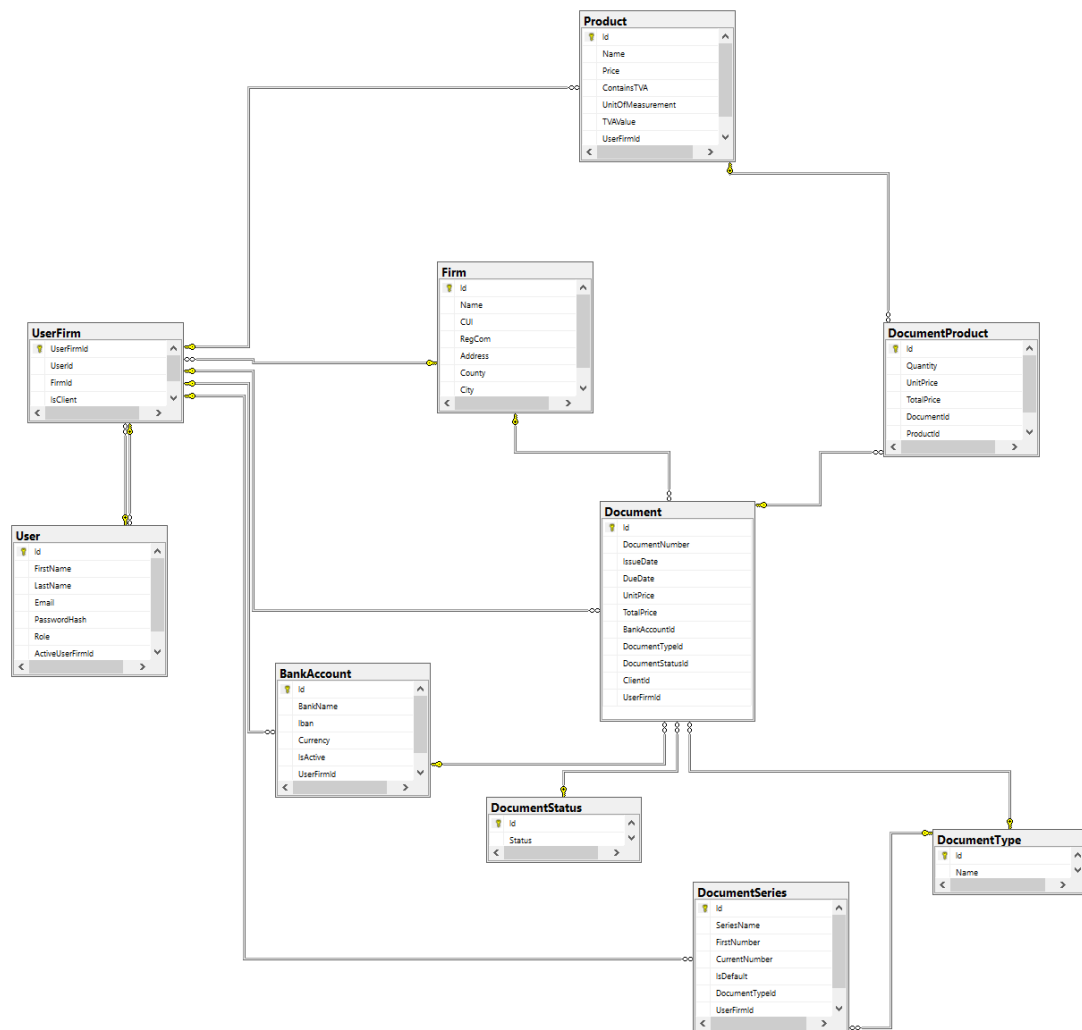 Product
Id
Name
Price
ContainsTVA
UnitOfMeasurement
TVAValue
UserFirmId
Firm
Id
Name
CUI
RegCom
Address
County
City
UserFirm
UserFirmId
UserId
FirmId
IsClient
DocumentProduct
Id
Quantity
UnitPrice
TotalPrice
DocumentId
ProductId
Document
Id
DocumentNumber
IssueDate
DueDate
UnitPrice
TotalPrice
BankAccountId
DocumentTypeId
DocumentStatusId
ClientId
UserFirmId
User
Id
FirstName
LastName
Email
PasswordHash
Role
ActiveUserFirmId
BankAccount
Id
BankName
Iban
Currency
IsActive
UserFirmId
DocumentStatus
Id
Status
DocumentType
Id
Name
DocumentSeries
Id
SeriesName
FirstNumber
CurrentNumber
IsDefault
DocumentTypeId
UserFirmId